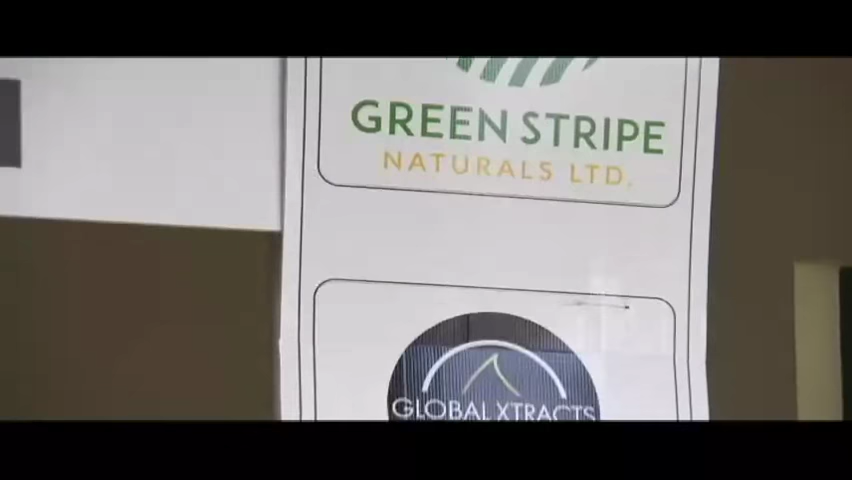 GREEN STRIPE
NATURALS LTD.
GLOBAL XTRACTS